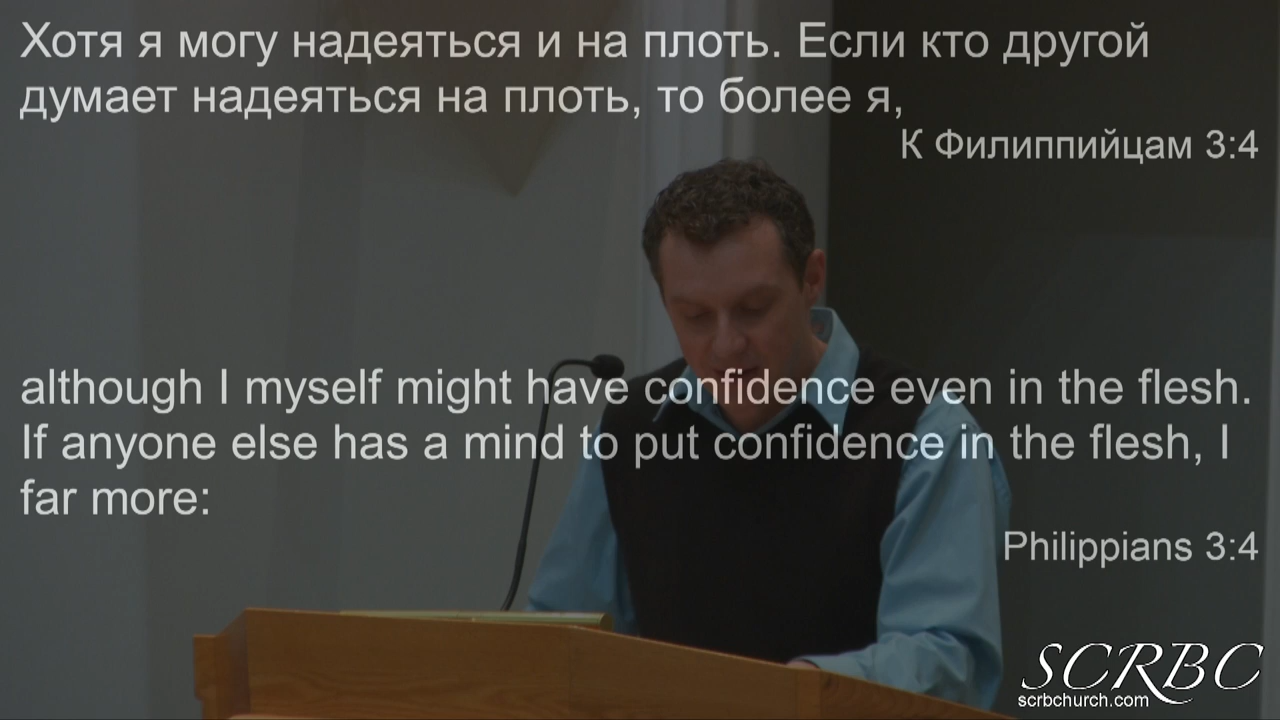 Хотя я могу надеяться и на плоть. Если кто другой
думает надеяться на плоть, то более я,
К Филиппийцам 3:4
although I myself might have confidence even in the flesh.
If anyone else has a mind to put confidence in the flesh, I
far more:
Philippians 3:4
SCRBC
scrbchurch.com